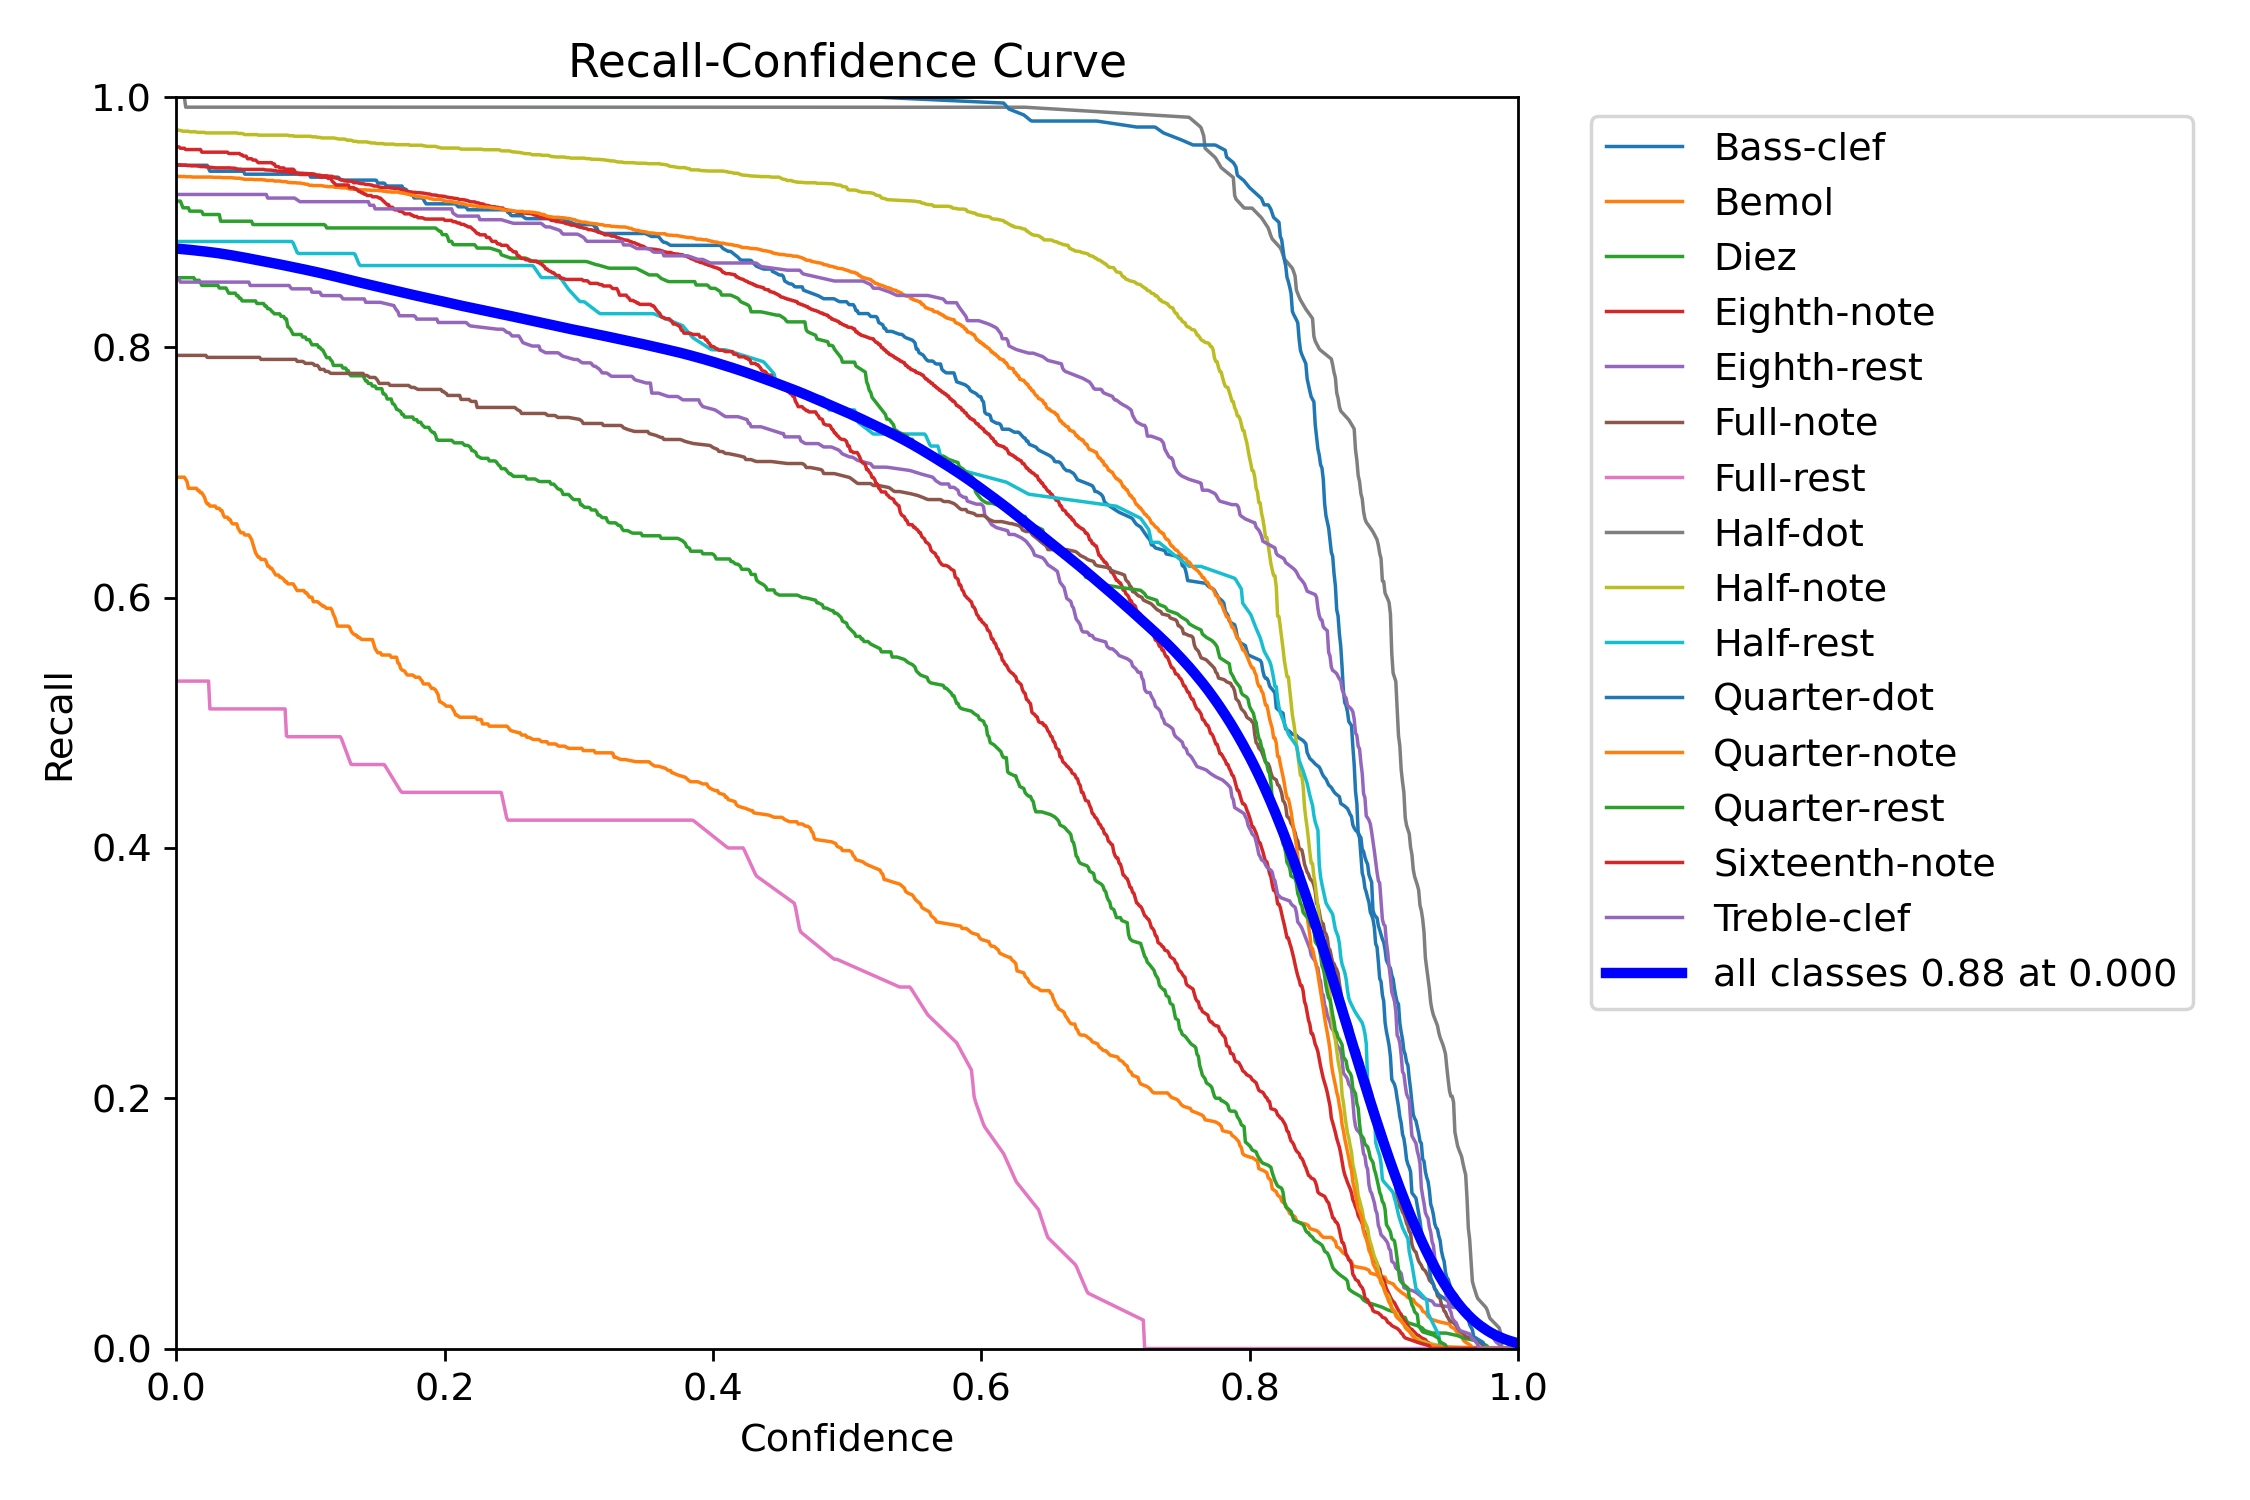 Recall-Confidence Curve
1.0
0.8
0.6
0.4
0.2
0.0
Recall
0.0 0.2 0.4 0.6 0.8 1.0
Confidence
Bass-clef
Bemol
Diez
Eighth-note
Eighth-rest
Full-note
Full-rest
Half-dot
Half-note
Half-rest
Quarter-dot
Quarter-note
Quarter-rest
Sixteenth-note
Treble-clef
all classes 0.88 at 0.000